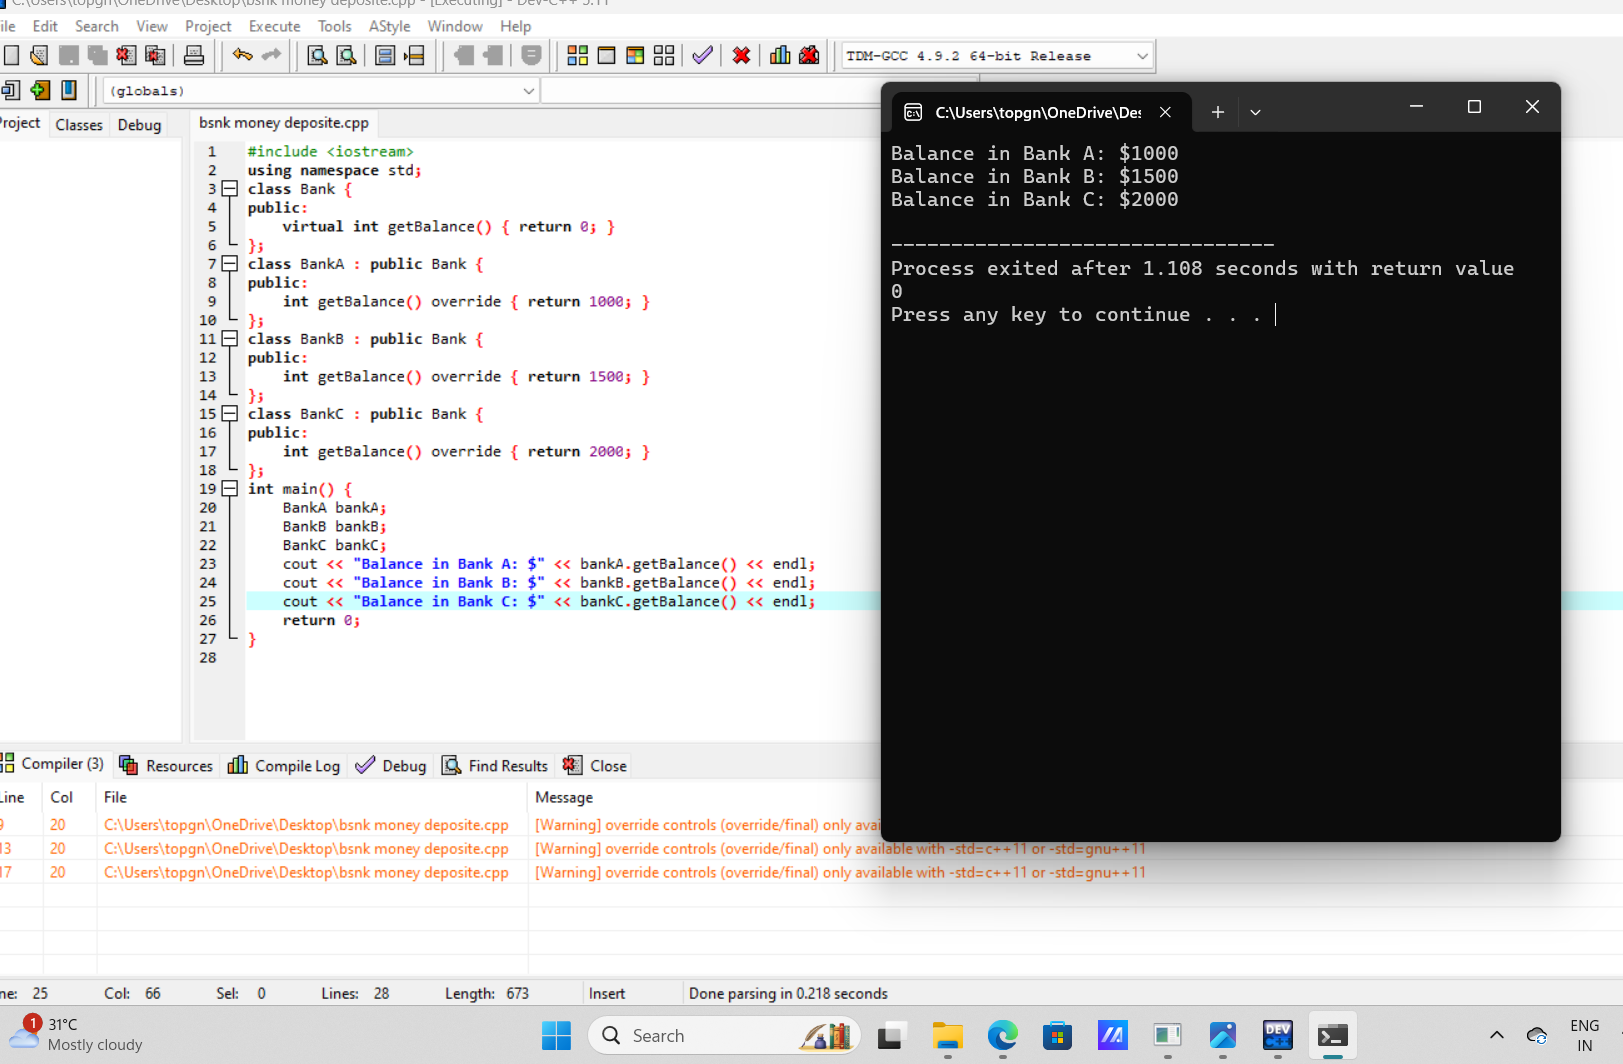 C:\Users\topgn\OneDrive\Desktop\bsnk money deposite.cpp - [Executing] - Dev-C++ 5.11
ile Edit Search View Project Execute Tools AStyle Window Help
TDM-GCC 4.9.2 64-bit Release
(globals)
roject Classes Debug
bsnk money deposite.cpp
1 #include <iostream>
2 using namespace std;
3 class Bank {
4 public:
5 virtual int getBalance() { return 0; }
6 };
7 class BankA : public Bank {
8 public:
9 int getBalance() override { return 1000; }
10 };
11 class BankB : public Bank {
12 public:
13 int getBalance() override { return 1500; }
14 };
15 class BankC : public Bank {
16 public:
17 int getBalance() override { return 2000; }
18 };
19 int main() {
20 BankA bankA;
21 BankB bankB;
22 BankC bankC;
23 cout << "Balance in Bank A: $" << bankA.getBalance() << endl;
24 cout << "Balance in Bank B: $" << bankB.getBalance() << endl;
25 cout << "Balance in Bank C: $" << bankC.getBalance() << endl;
26 return 0;
27 }
28
C:\Users\topgn\OneDrive\Des
Balance in Bank A: $1000
Balance in Bank B: $1500
Balance in Bank C: $2000
--------------------------------
Process exited after 1.108 seconds with return value
0
Press any key to continue . . .
Compiler (3) Resources Compile Log Debug Find Results Close
Line Col File Message
9 20 C:\Users\topgn\OneDrive\Desktop\bsnk money deposite.cpp [Warning] override controls (override/final) only avai
13 20 C:\Users\topgn\OneDrive\Desktop\bsnk money deposite.cpp [Warning] override controls (override/final) only available with -std=c++11 or -std=gnu++11
17 20 C:\Users\topgn\OneDrive\Desktop\bsnk money deposite.cpp [Warning] override controls (override/final) only available with -std=c++11 or -std=gnu++11
ne: 25 Col: 66 Sel: 0 Lines: 28 Length: 673 Insert Done parsing in 0.218 seconds
1 31°C
Mostly cloudy
Search
DEV
C++
ENG
IN